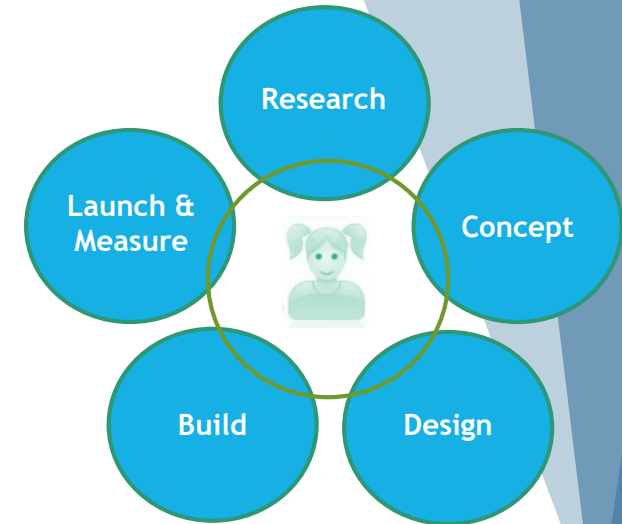 Research
Concept
Design
Build
Launch &
Measure